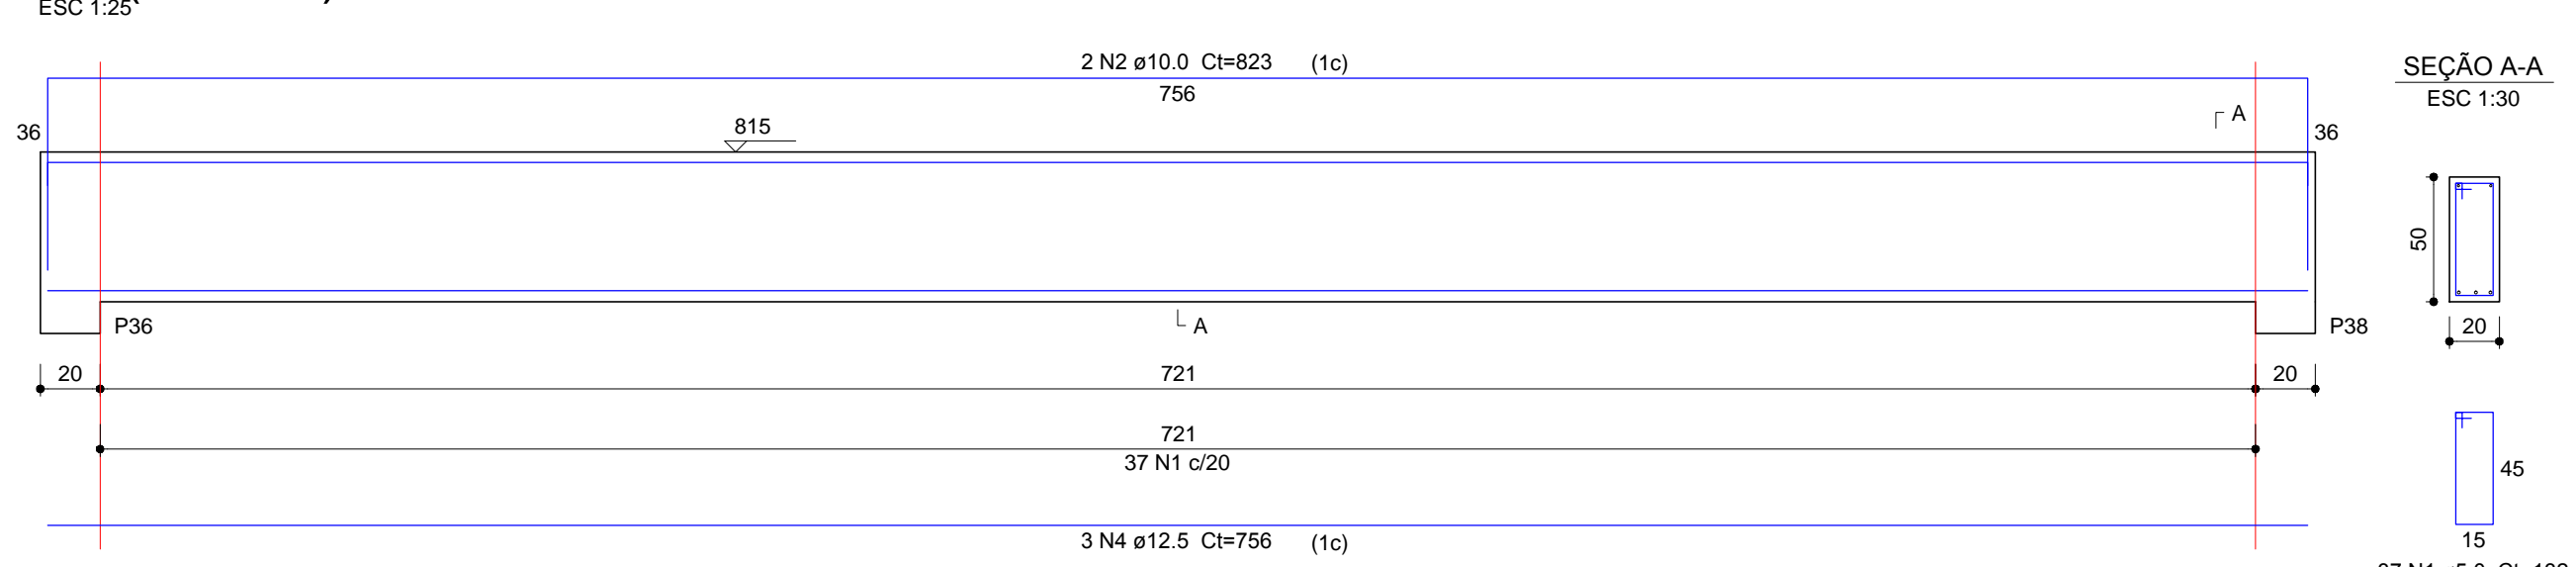 ESC 1:25
2 N2 ø10.0 Ct=823 (1c)
756
SEÇÃO A-A
ESC 1:30
A
815
36
36
50
P36
A
P38
20
20
721
20
721
37 N1 c/20
45
3 N4 ø12.5 Ct=756 (1c)
15